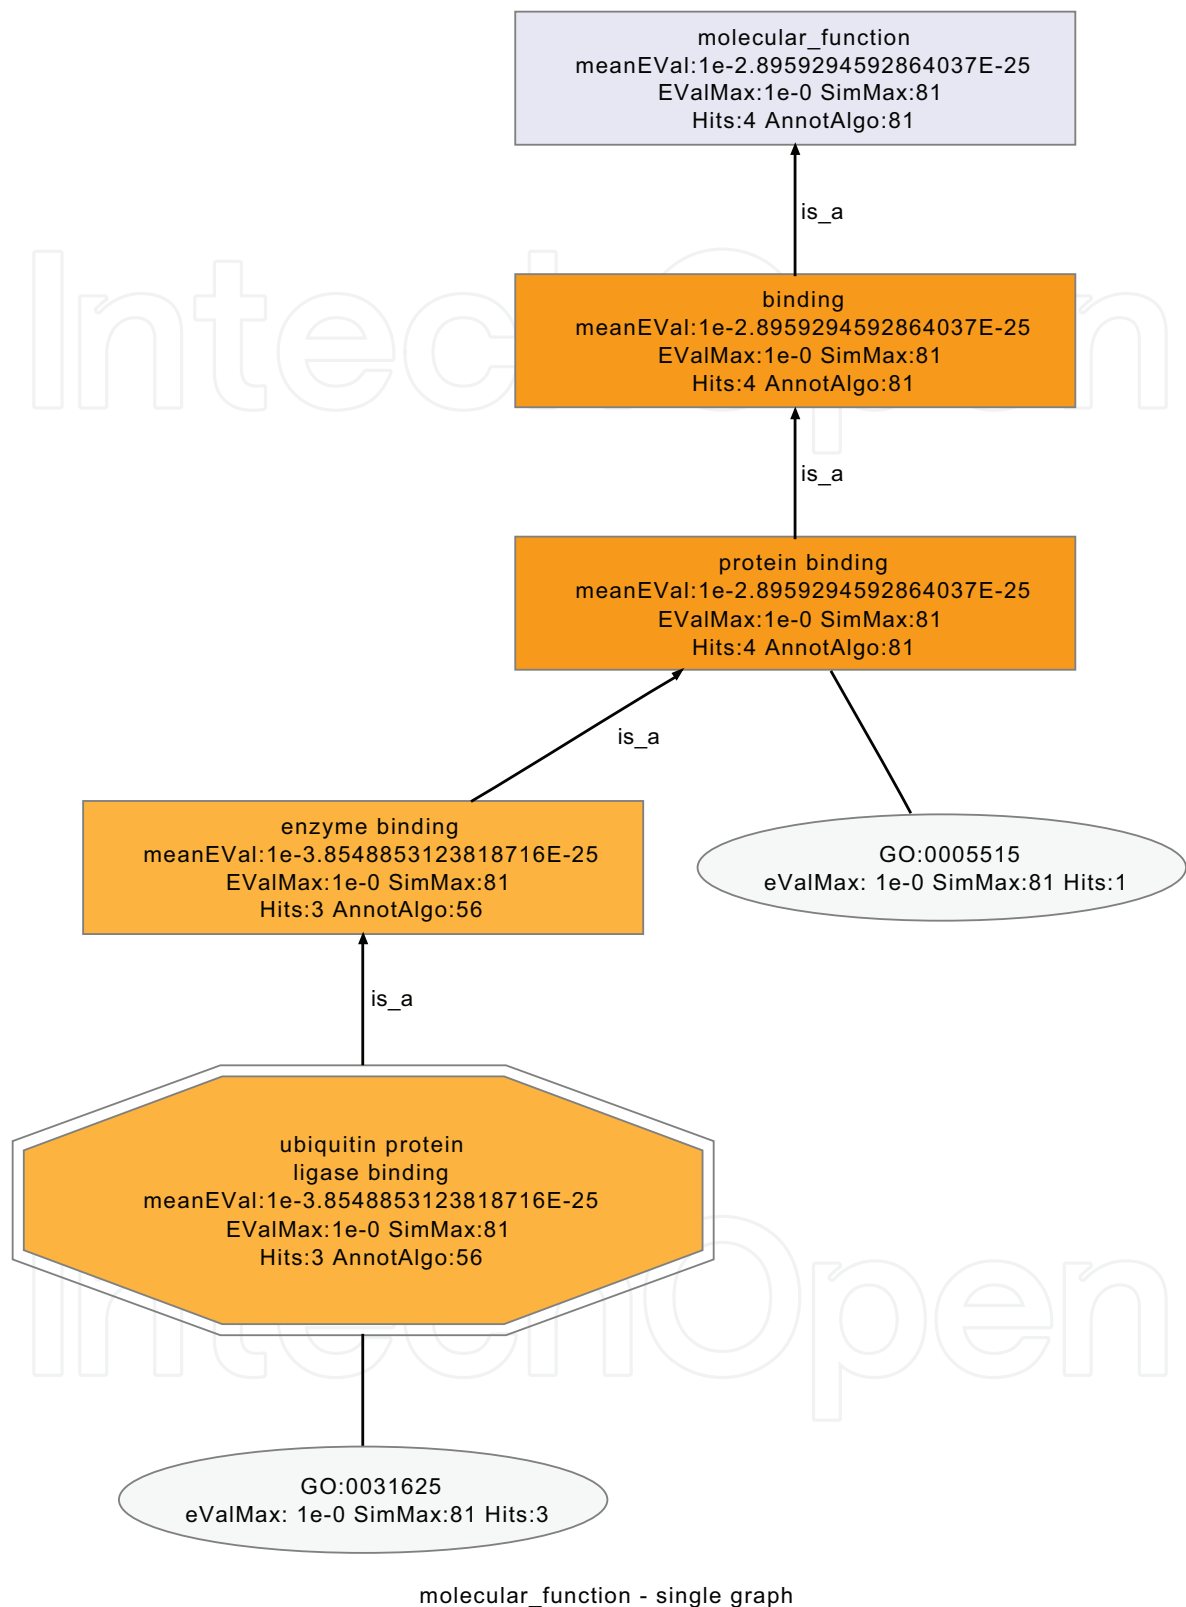 molecular_function
meanEVal:1e-2.8959294592864037E-25
EValMax:1e-0 SimMax:81
Hits:4 AnnotAlgo:81
is_a
binding
meanEVal:1e-2.8959294592864037E-25
EValMax:1e-0 SimMax:81
Hits:4 AnnotAlgo:81
is_a
protein binding
meanEVal:1e-2.8959294592864037E-25
EValMax:1e-0 SimMax:81
Hits:4 AnnotAlgo:81
is_a
enzyme binding
meanEVal:1e-3.8548853123818716E-25
EValMax:1e-0 SimMax:81
Hits:3 AnnotAlgo:56
GO:0005515
eValMax: 1e-0 SimMax:81 Hits:1
is_a
ubiquitin protein
ligase binding
meanEVal:1e-3.8548853123818716E-25
EValMax:1e-0 SimMax:81
Hits:3 AnnotAlgo:56
GO:0031625
eValMax: 1e-0 SimMax:81 Hits:3
molecular_function - single graph
IntechOpen
IntechOpen